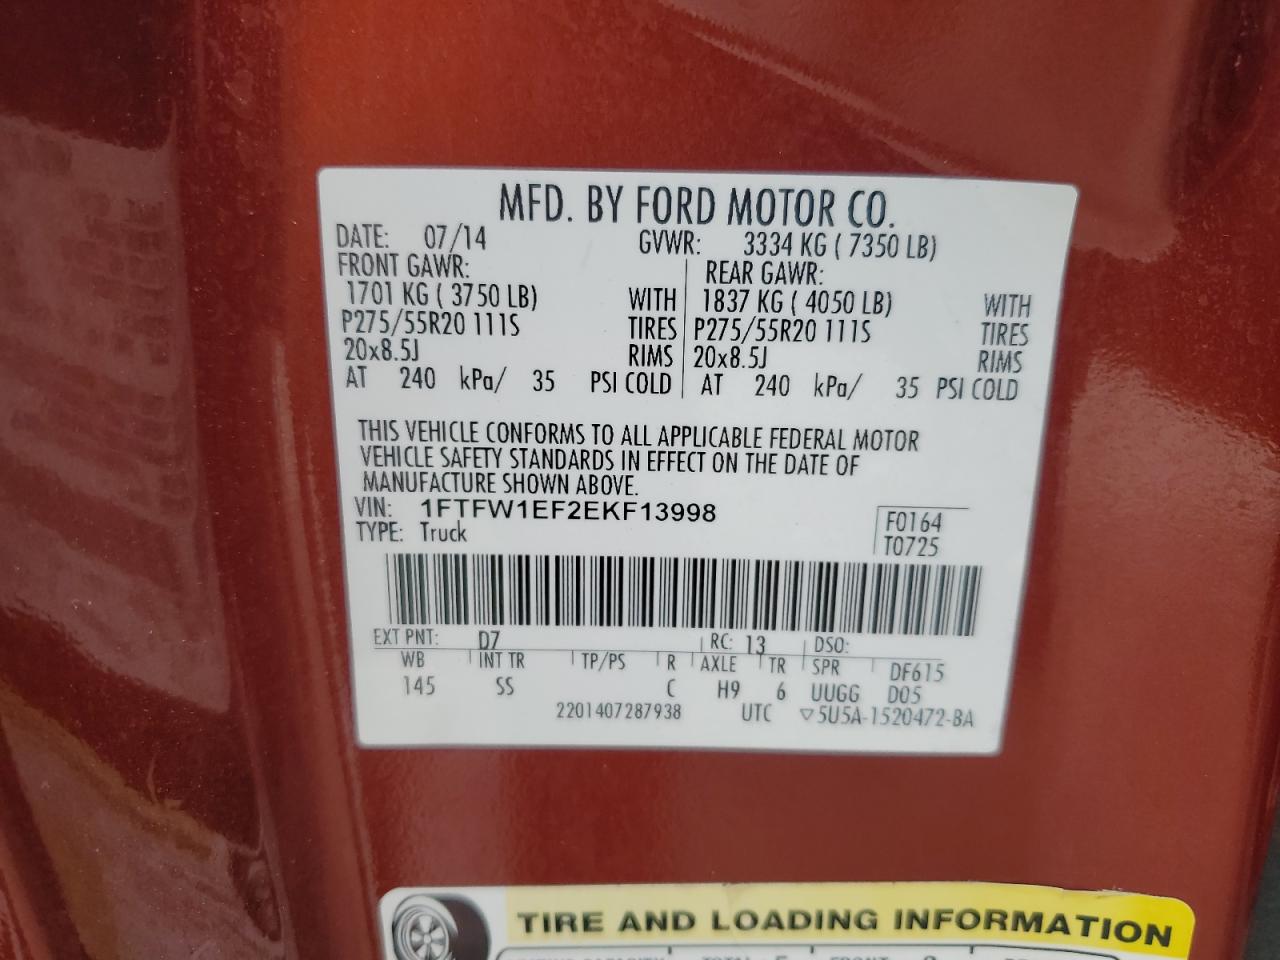 MFD. BY FORD MOTOR CO.
DATE: 07/14 GVWR: 3334 KG ( 7350 LB)
FRONT GAWR: REAR GAWR:
1701 KG ( 3750 LB) WITH 1837 KG ( 4050 LB) WITH
P275/55R20 111S TIRES P275/55R20 111S TIRES
20x8.5J RIMS 20x8.5J RIMS
AT 240 kPa/ 35 PSI COLD AT 240 kPa/ 35 PSI COLD
THIS VEHICLE CONFORMS TO ALL APPLICABLE FEDERAL MOTOR
VEHICLE SAFETY STANDARDS IN EFFECT ON THE DATE OF
MANUFACTURE SHOWN ABOVE.
VIN: 1FTFW1EF2EKF13998 F0164
TYPE: Truck T0725
EXT PNT: D7 RC: 13 DSO:
WB INT TR TP/PS R AXLE TR SPR DF615
145 SS C H9 6 UUGG D05
2201407287938 UTC ▽5U5A-1520472-BA
TIRE AND LOADING INFORMATION